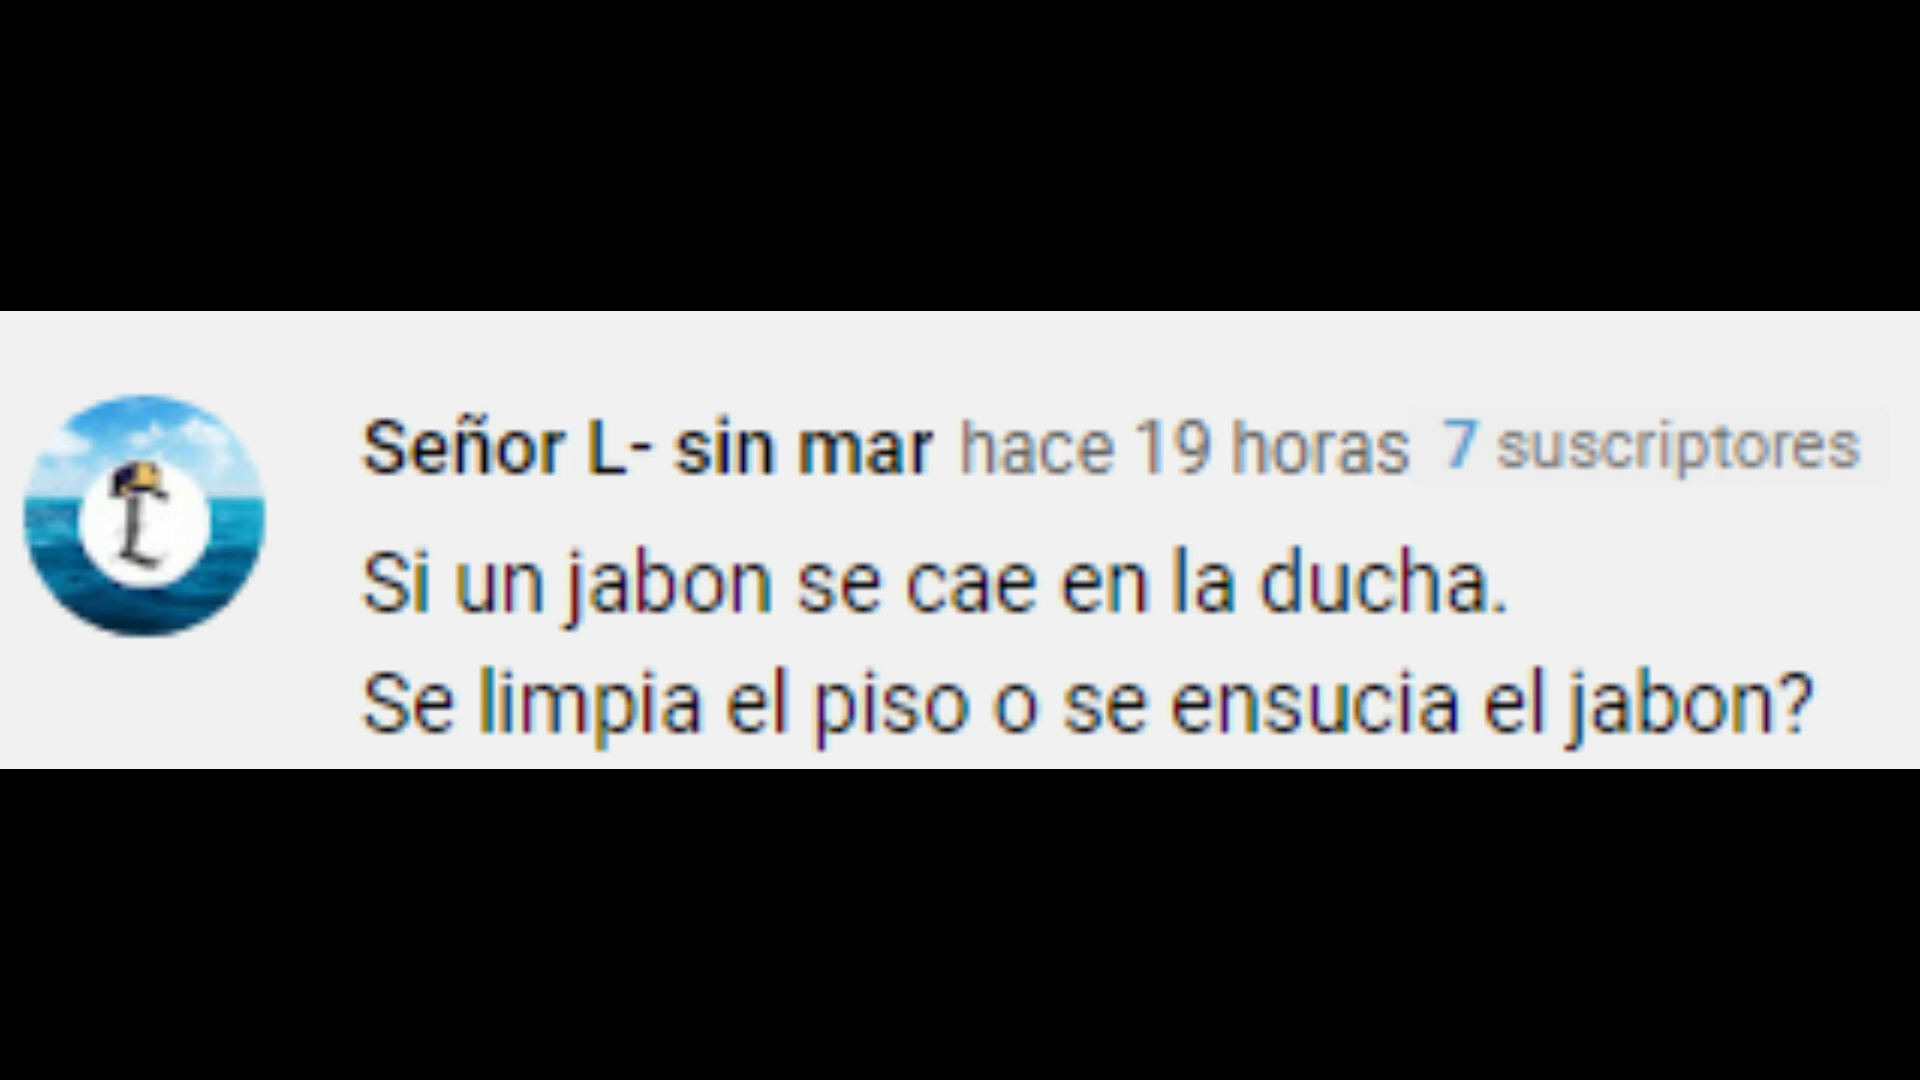 Señor L- sin mar hace 19 horas 7 suscriptores
Si un jabon se cae en la ducha.
Se limpia el piso o se ensucia el jabon?
L